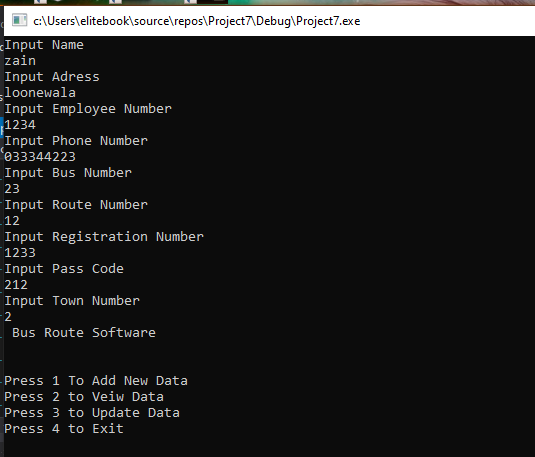 c:\Users\elitebook\source\repos\Project7\Debug\Project7.exe
Input Name
zain
Input Adress
loonewala
Input Employee Number
1234
Input Phone Number
033344223
Input Bus Number
23
Input Route Number
12
Input Registration Number
1233
Input Pass Code
212
Input Town Number
2
Bus Route Software
Press 1 To Add New Data
Press 2 to Veiw Data
Press 3 to Update Data
Press 4 to Exit